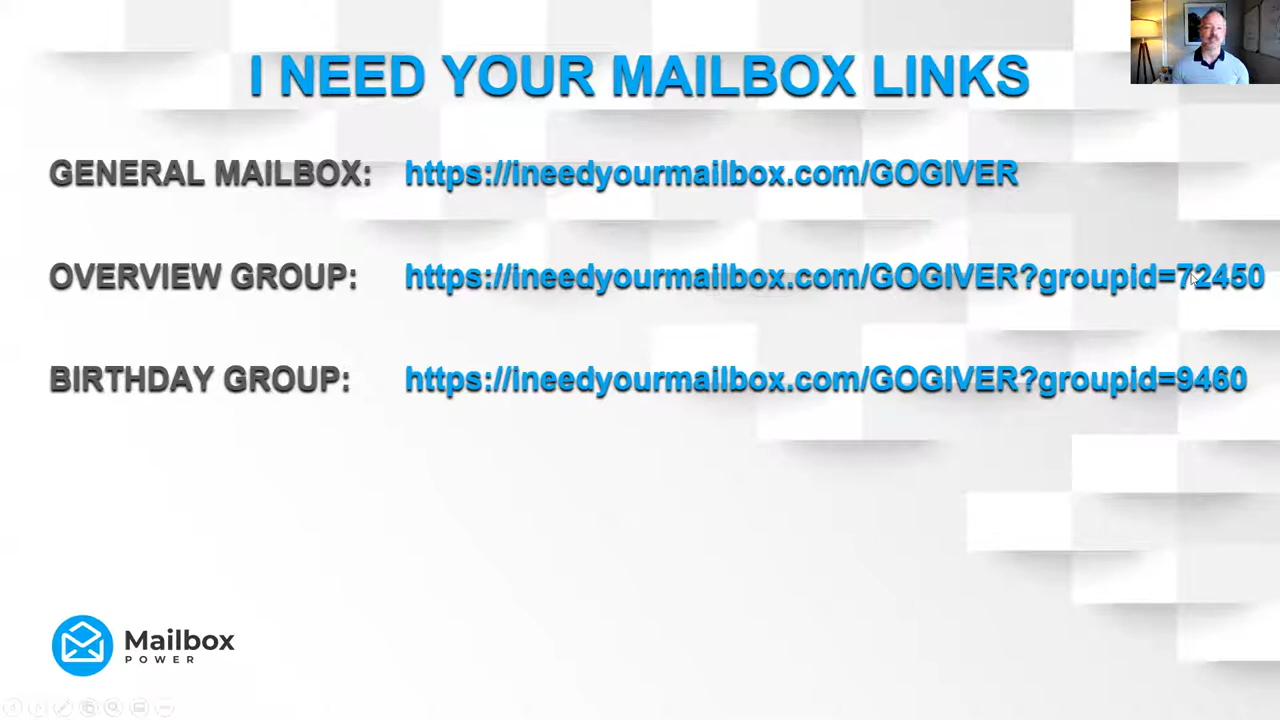 I NEED YOUR MAILBOX LINKS
GENERAL MAILBOX: https://ineedyourmailbox.com/GOGIVER
OVERVIEW GROUP: https://ineedyourmailbox.com/GOGIVER?groupid=72450
BIRTHDAY GROUP: https://ineedyourmailbox.com/GOGIVER?groupid=9460
Mailbox
POWER